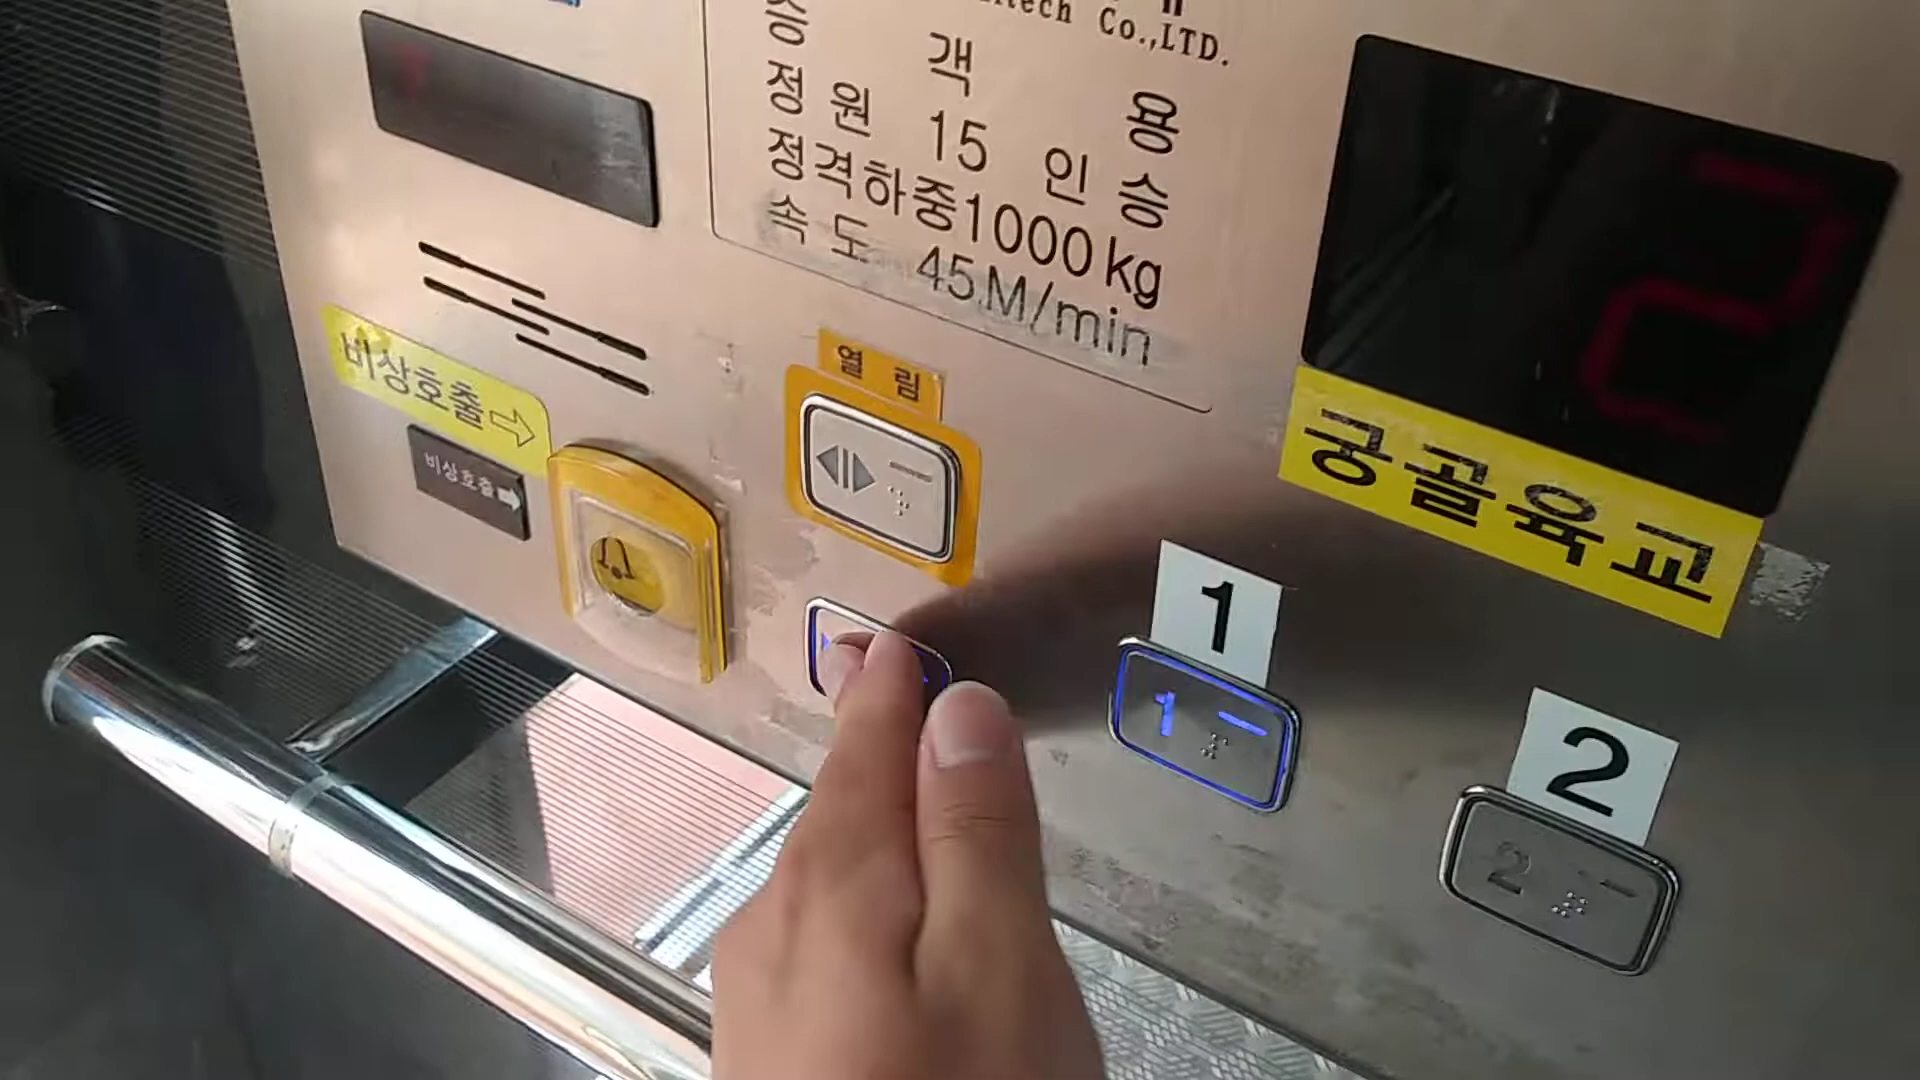 Co.,LTD.
승 객 용
정 원 15 인 승
정격하중1000kg
속 도 45M/min
2
궁골육교
비상호출
비상호출
열 림
1
1
2
2